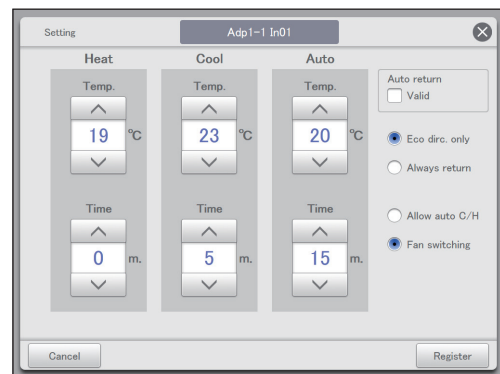 Setting
Adp1-1 In01
Heat
Cool
Auto
Temp.
Temp.
Temp.
19 ℃
23 ℃
20 ℃
Time
Time
Time
0 m.
5 m.
15 m.
Auto return
Valid
Eco dirc. only
Always return
Allow auto C/H
Fan switching
Cancel
Register